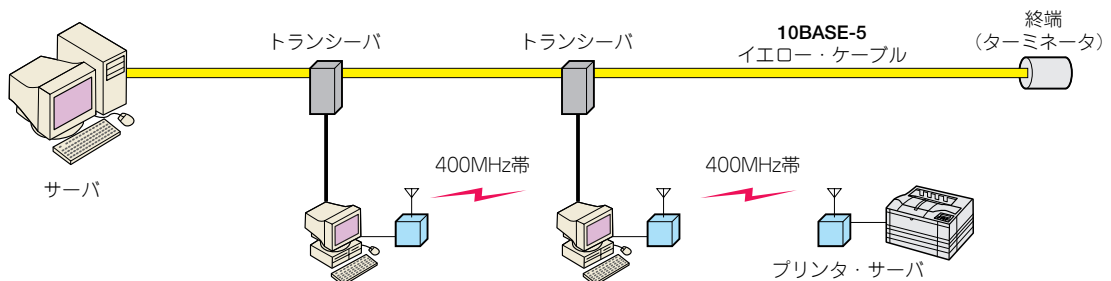 トランシーバ
トランシーバ
10BASE-5
イエロー・ケーブル
終端
(ターミネータ)
サーバ
400MHz帯
400MHz帯
プリンタ・サーバ